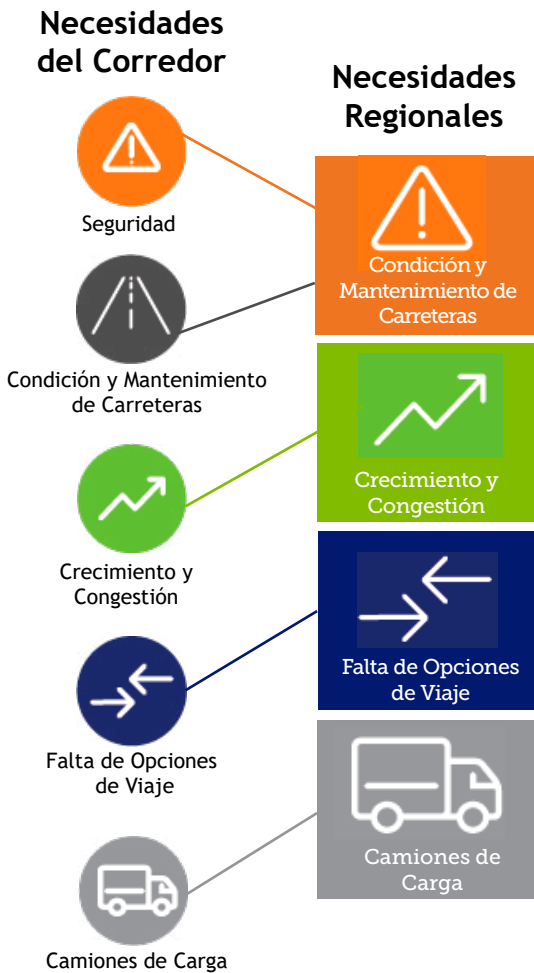 Necesidades
del Corredor
Seguridad
Condición y Mantenimiento
de Carreteras
Crecimiento y
Congestión
Falta de Opciones
de Viaje
Camiones de Carga
Necesidades
Regionales
Condición y
Mantenimiento de
Carreteras
Crecimiento y
Congestión
Falta de Opciones
de Viaje
Camiones de
Carga